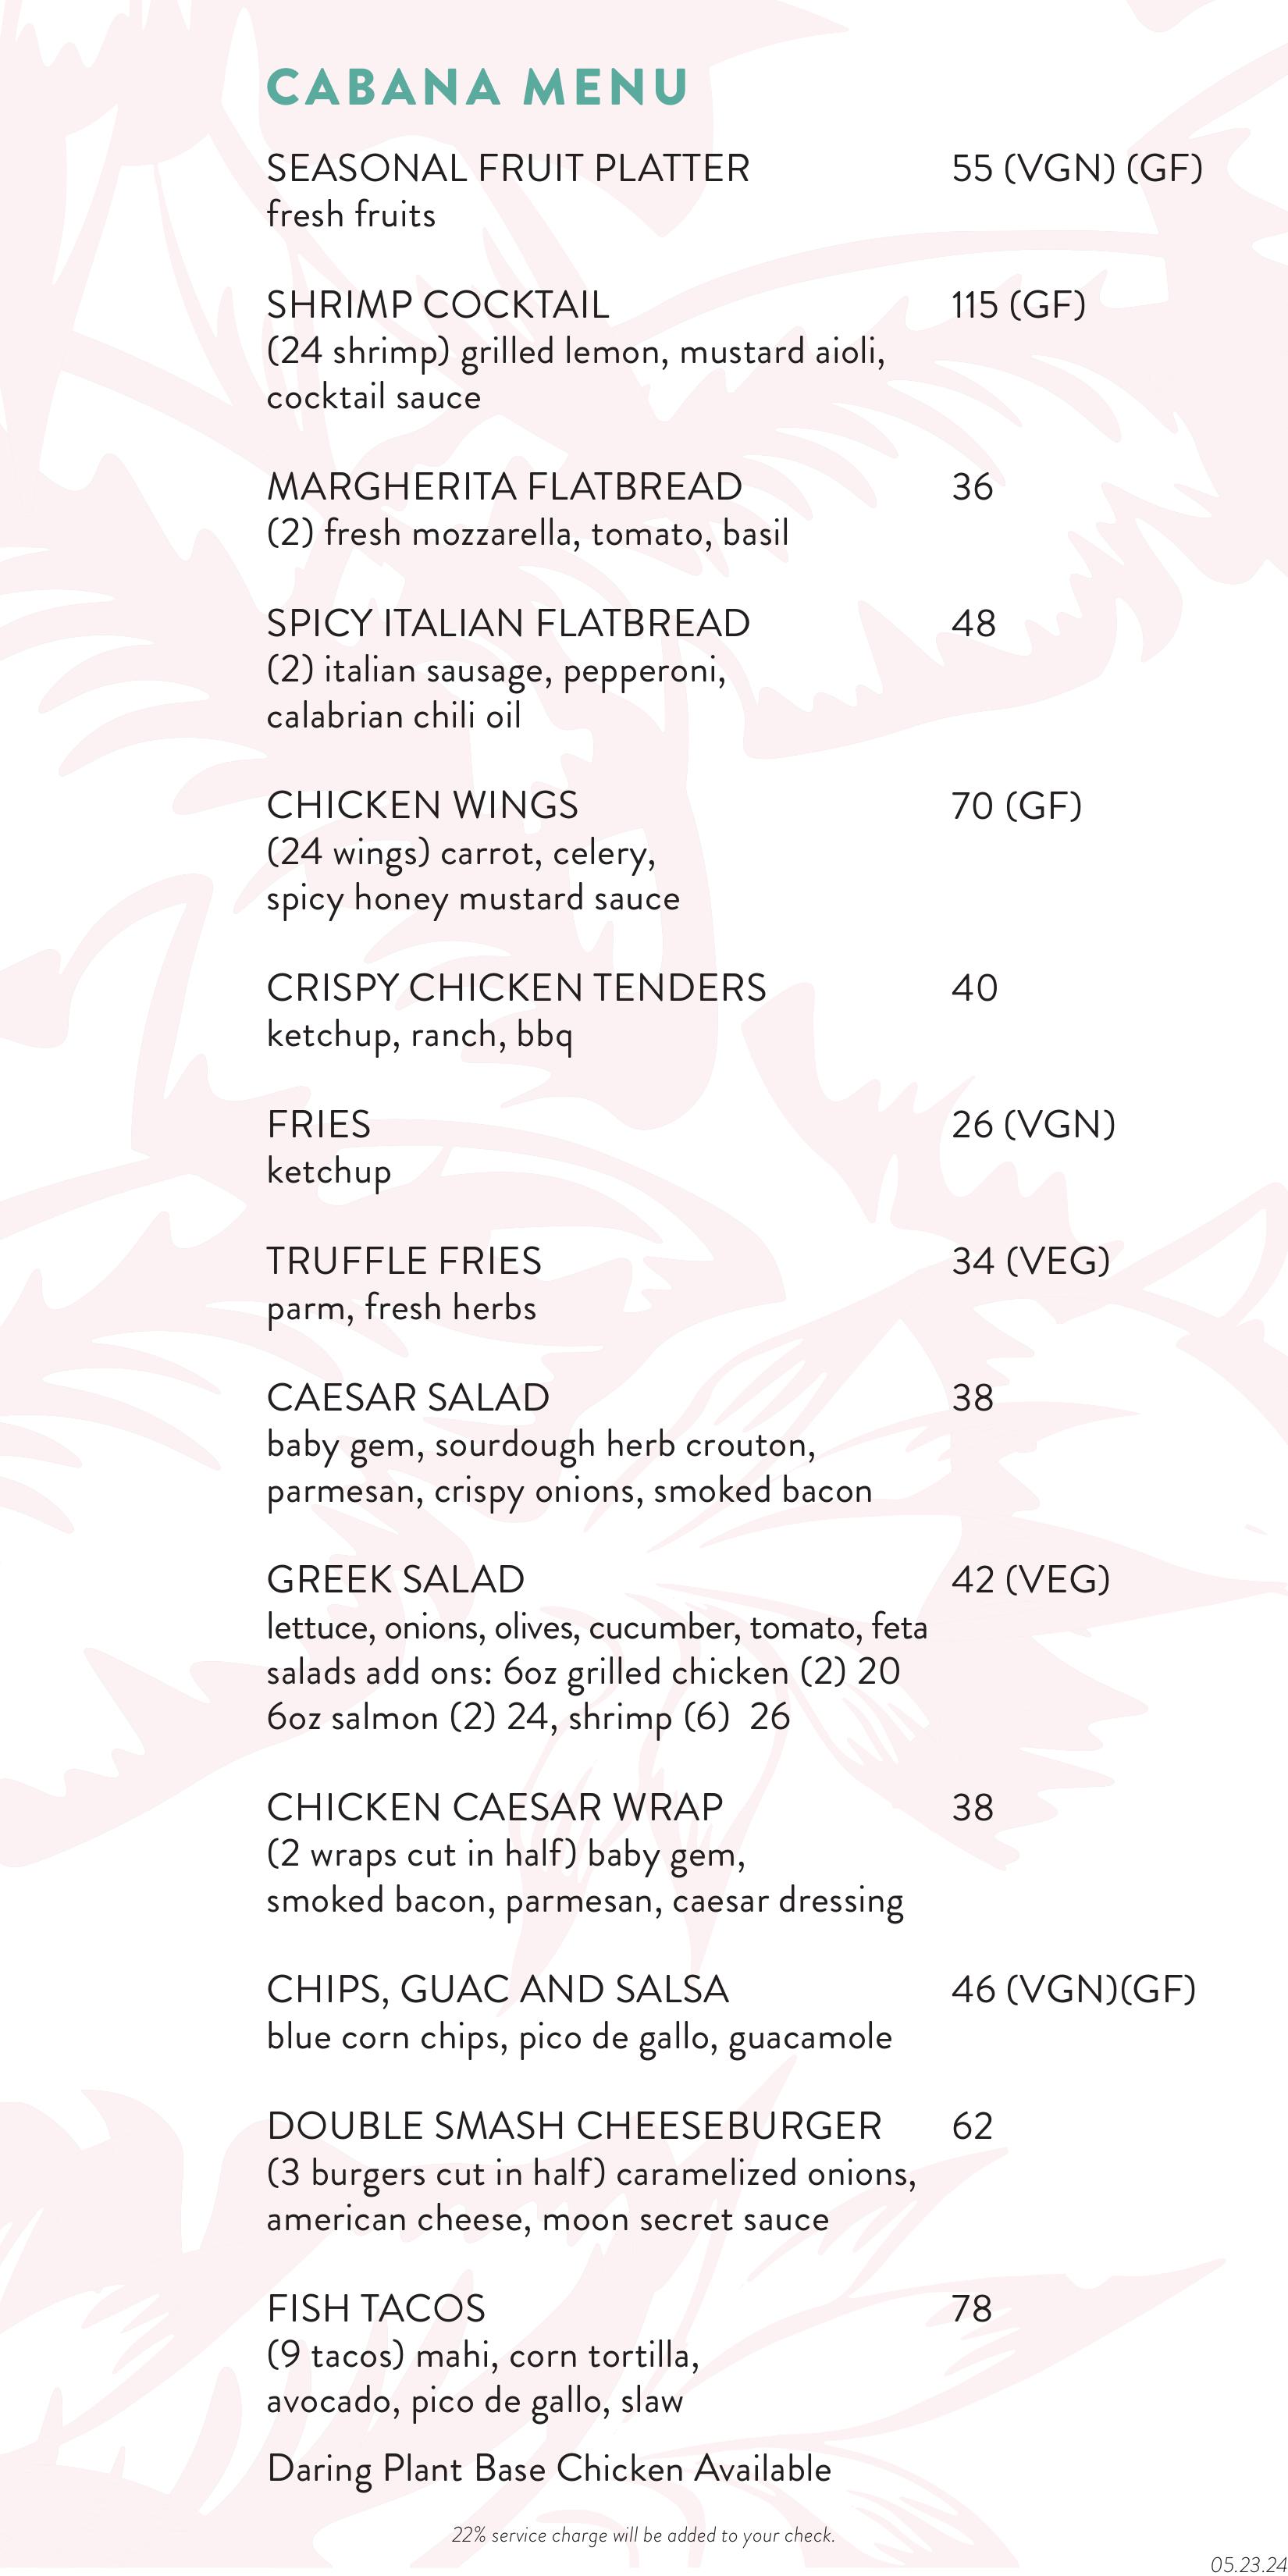 CABANA MENU
SEASONAL FRUIT PLATTER 55 (VGN) (GF)
fresh fruits
SHRIMP COCKTAIL 115 (GF)
(24 shrimp) grilled lemon, mustard aioli,
cocktail sauce
MARGHERITA FLATBREAD 36
(2) fresh mozzarella, tomato, basil
SPICY ITALIAN FLATBREAD 48
(2) italian sausage, pepperoni,
calabrian chili oil
CHICKEN WINGS 70 (GF)
(24 wings) carrot, celery,
spicy honey mustard sauce
CRISPY CHICKEN TENDERS 40
ketchup, ranch, bbq
FRIES 26 (VGN)
ketchup
TRUFFLE FRIES 34 (VEG)
parm, fresh herbs
CAESAR SALAD 38
baby gem, sourdough herb crouton,
parmesan, crispy onions, smoked bacon
GREEK SALAD 42 (VEG)
lettuce, onions, olives, cucumber, tomato, feta
salads add ons: 6oz grilled chicken (2) 20
6oz salmon (2) 24, shrimp (6)  26
CHICKEN CAESAR WRAP 38
(2 wraps cut in half) baby gem,
smoked bacon, parmesan, caesar dressing
CHIPS, GUAC AND SALSA 46 (VGN)(GF)
blue corn chips, pico de gallo, guacamole
DOUBLE SMASH CHEESEBURGER 62
(3 burgers cut in half) caramelized onions,
american cheese, moon secret sauce
FISH TACOS 78
(9 tacos) mahi, corn tortilla,
avocado, pico de gallo, slaw
Daring Plant Base Chicken Available
22% service charge will be added to your check.
05.23.24